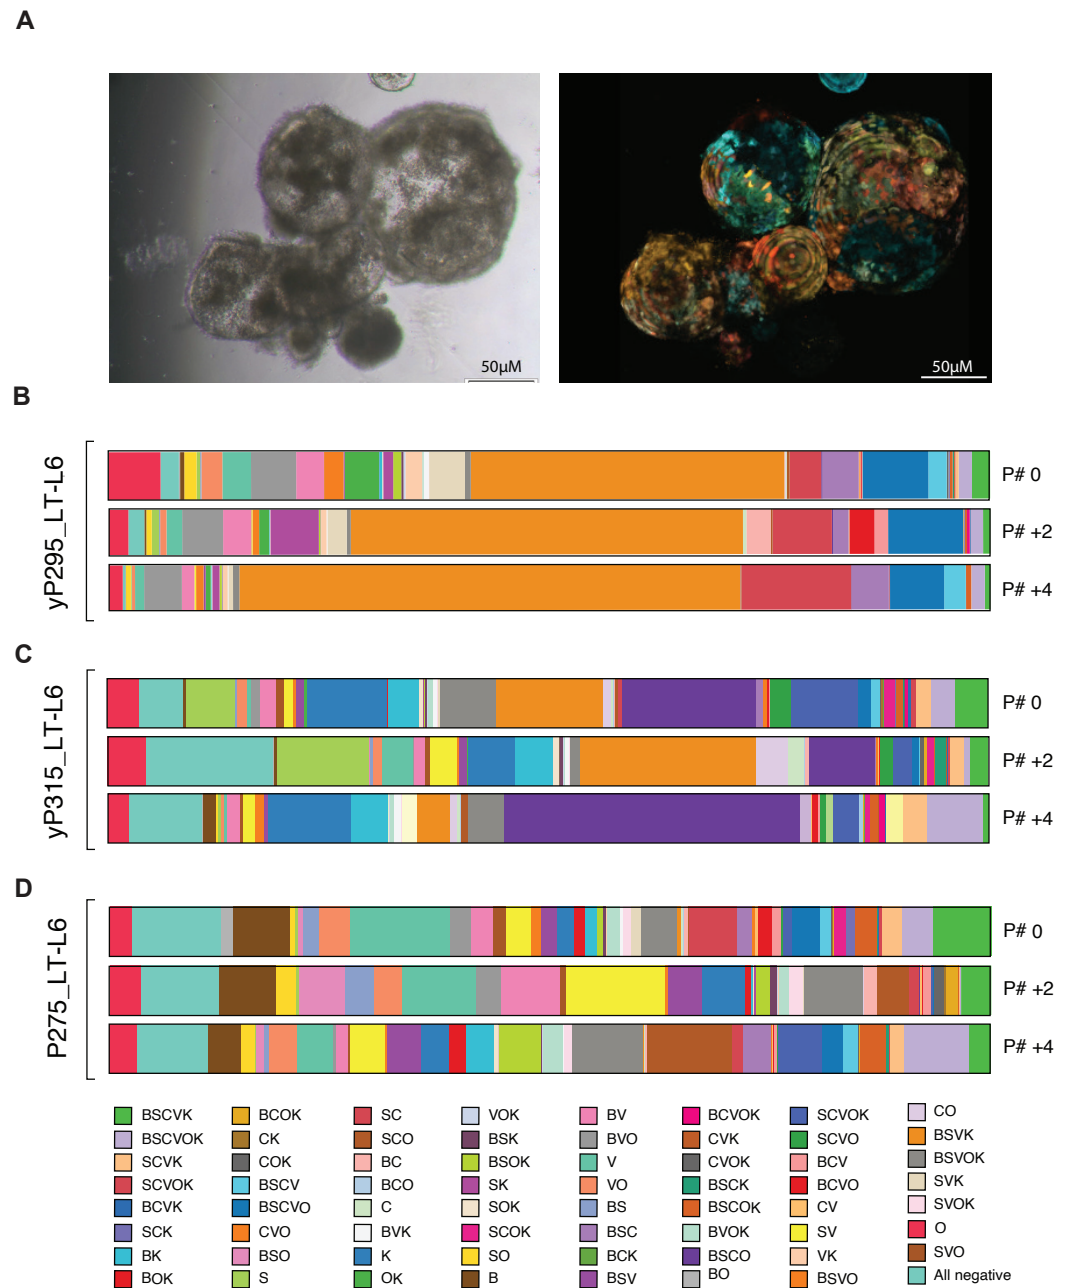 A
50µM
50µM
B
yP295_LT-L6
P# 0
P# +2
P# +4
C
yP315_LT-L6
P# 0
P# +2
P# +4
D
P275_LT-L6
P# 0
P# +2
P# +4
BSCVK
BSCVOK
SCVK
SCVOK
BCVK
SCK
BK
BOK
BCOK
CK
COK
BSCV
BSCVO
CVO
BSO
S
SC
SCO
BC
BCO
C
BVK
K
OK
VOK
BSK
BSOK
SK
SOK
SCOK
SO
B
BV
BVO
V
VO
BS
BSC
BCK
BSV
BCVOK
CVK
CVOK
BSCK
BSCOK
BVOK
BSCO
BO
SCVOK
SCVO
BCV
BCVO
CV
SV
VK
BSVO
CO
BSVK
BSVOK
SVK
SVOK
O
SVO
All negative